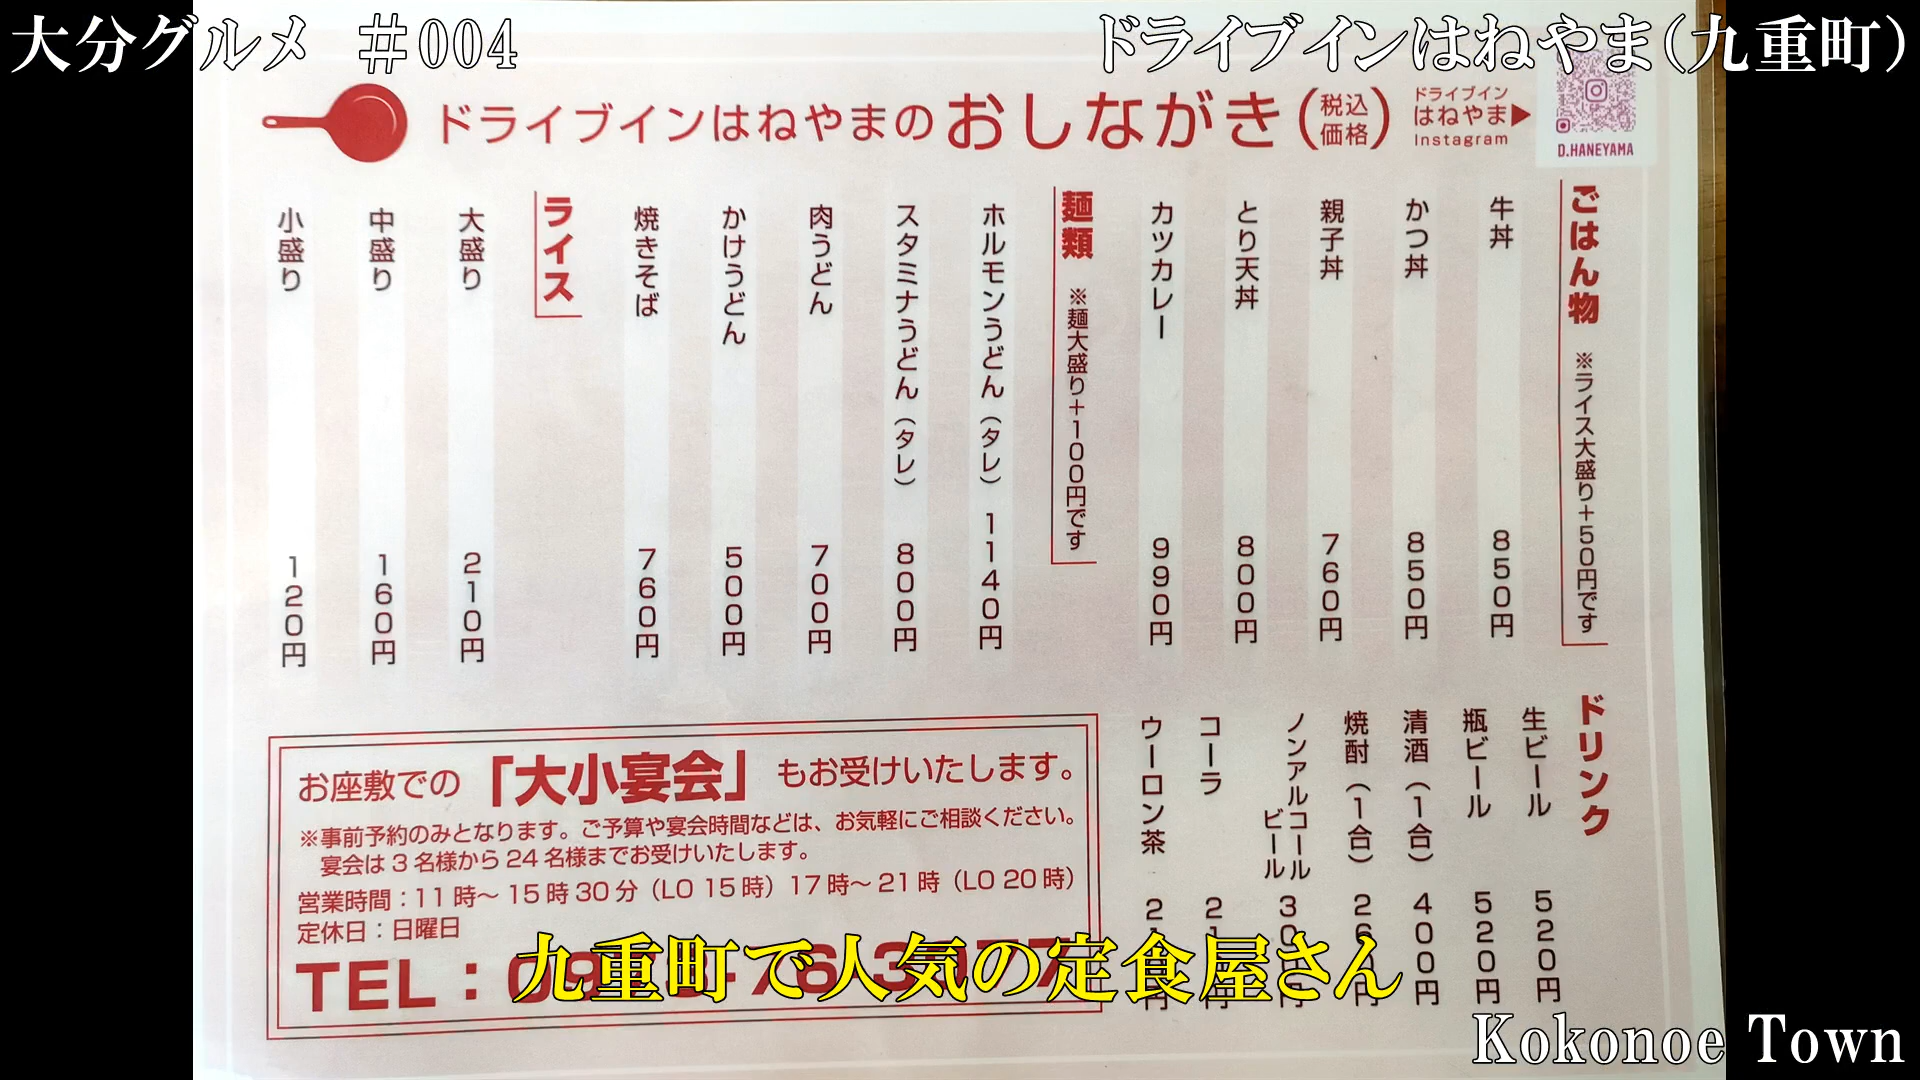 大分グルメ ＃004
ドライブインはねやま（九重町）
ドライブインはねやまのおしながき（税込価格）
ドライブイン
はねやま▶
Instagram
D.HANEYAMA
ごはん物 ※ライス大盛り＋50円です
牛丼 850円
かつ丼 850円
親子丼 760円
とり天丼 800円
カツカレー 990円
麺類 ※麺大盛り＋100円です
ホルモンうどん（タレ） 1140円
スタミナうどん（タレ） 800円
肉うどん 700円
かけうどん 500円
焼きそば 760円
ライス
大盛り 210円
中盛り 160円
小盛り 120円
ドリンク
生ビール 520円
瓶ビール 520円
清酒（1合） 400円
焼酎（1合） 26 円
ノンアルコールビール 30 円
コーラ 21 円
ウーロン茶 21 円
お座敷での「大小宴会」もお受けいたします。
※事前予約のみとなります。ご予算や宴会時間などは、お気軽にご相談ください。
宴会は3名様から24名様までお受けいたします。
営業時間：11時～15時30分（LO 15時）17時～21時（LO 20時）
定休日：日曜日
TEL：
九重町で人気の定食屋さん
Kokonoe Town